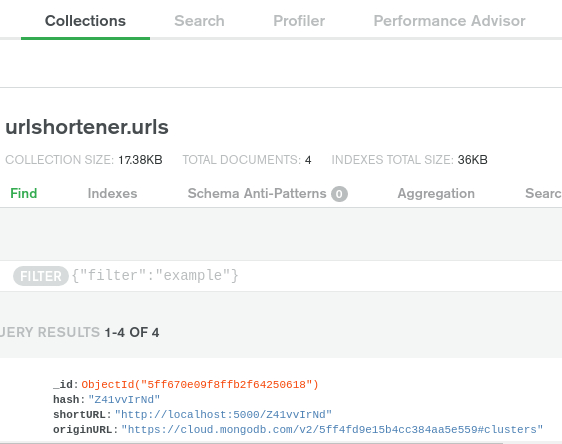 Collections Search Profiler Performance Advisor
urlshortener.urls
COLLECTION SIZE: 17.38KB TOTAL DOCUMENTS: 4 INDEXES TOTAL SIZE: 36KB
Find Indexes Schema Anti-Patterns 0 Aggregation Searc
FILTER {"filter":"example"}
UERY RESULTS 1-4 OF 4
_id: ObjectId("5ff670e09f8ffb2f64250618")
hash: "Z41vvIrNd"
shortURL: "http://localhost:5000/Z41vvIrNd"
originURL: "https://cloud.mongodb.com/v2/5ff4fd9e15b4cc384aa5e559#clusters"